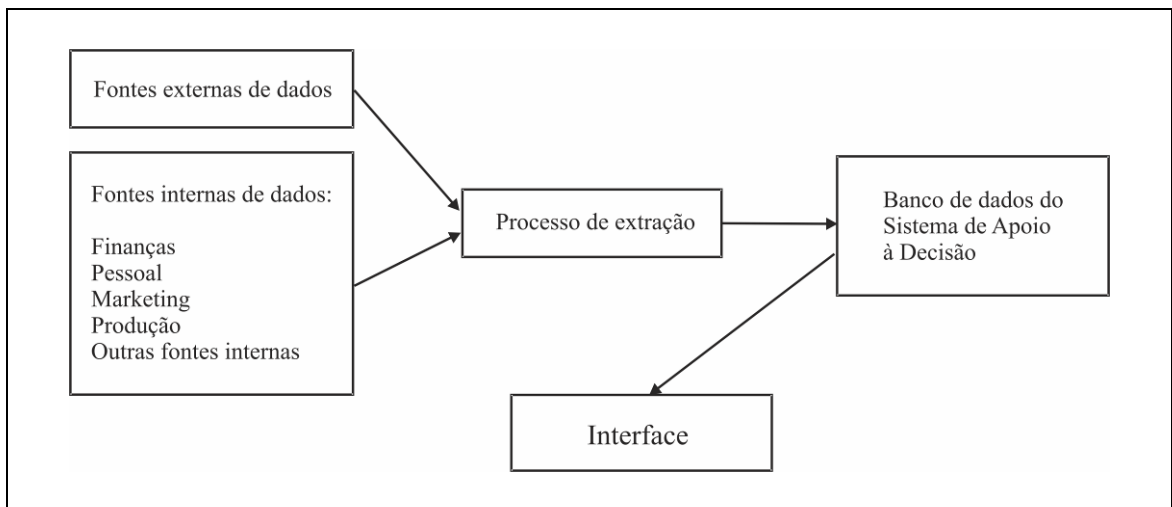 Fontes externas de dados
Fontes internas de dados:
Finanças
Pessoal
Marketing
Produção
Outras fontes internas
Processo de extração
Banco de dados do
Sistema de Apoio
à Decisão
Interface